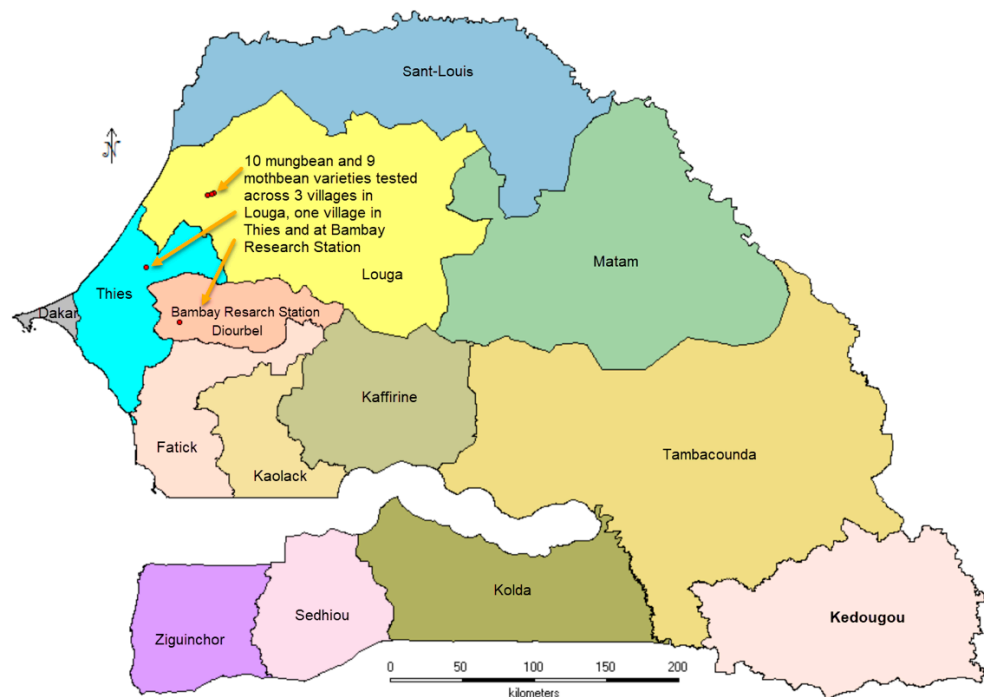 Sant-Louis
N
10 mungbean and 9
mothbean varieties tested
across 3 villages in
Louga, one village in
Thies and at Bambay
Research Station
Matam
Louga
Thies
Dakar
Bambay Resarch Station
Diourbel
Kaffirine
Fatick
Tambacounda
Kaolack
Kolda
Sedhiou
Kedougou
Ziguinchor
0 50 100 150 200
kilometers